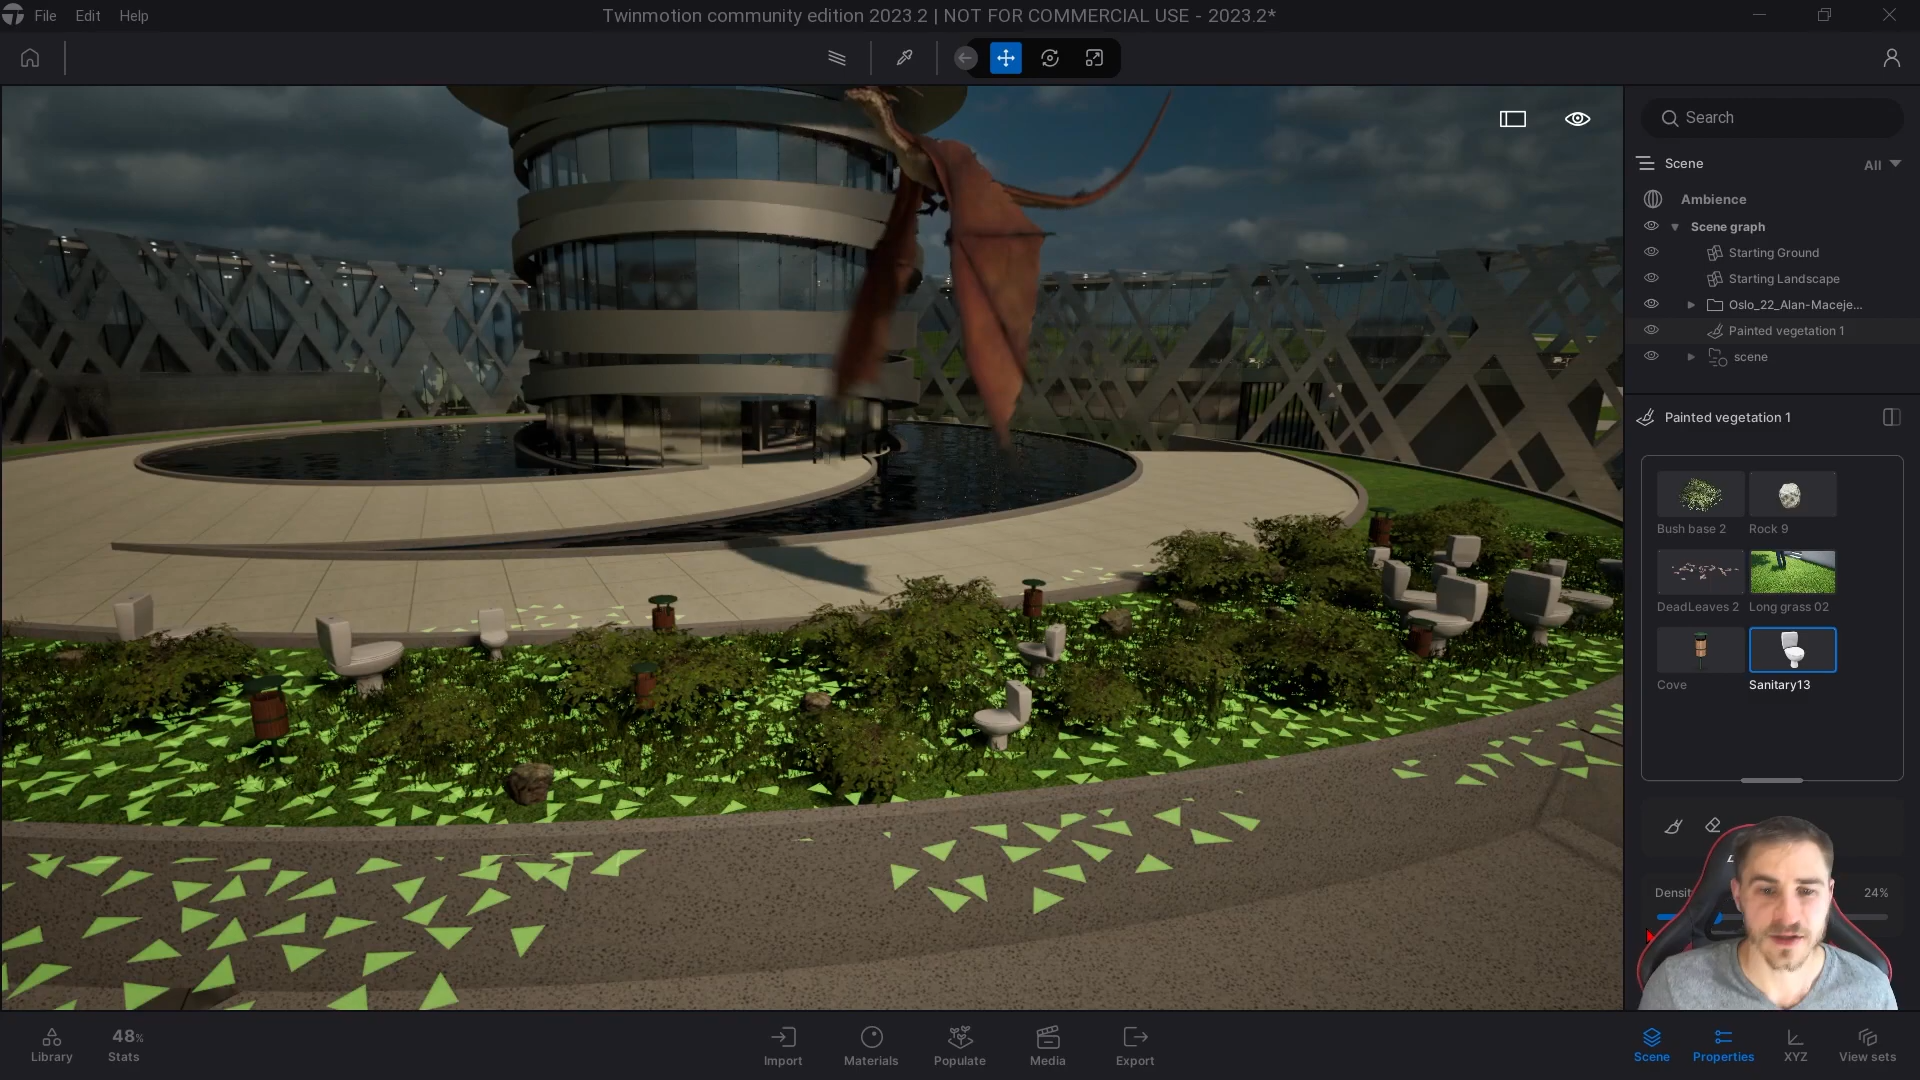 File Edit Help
Twinmotion community edition 2023.2 | NOT FOR COMMERCIAL USE - 2023.2*
Search
Scene
All
Ambience
Scene graph
Starting Ground
Starting Landscape
Oslo_22_Alan-Maceje...
Painted vegetation 1
scene
Painted vegetation 1
Bush base 2 Rock 9
DeadLeaves 2 Long grass 02
Cove Sanitary13
24%
48%
Library Stats Import Materials Populate Media Export Scene Properties XYZ View sets